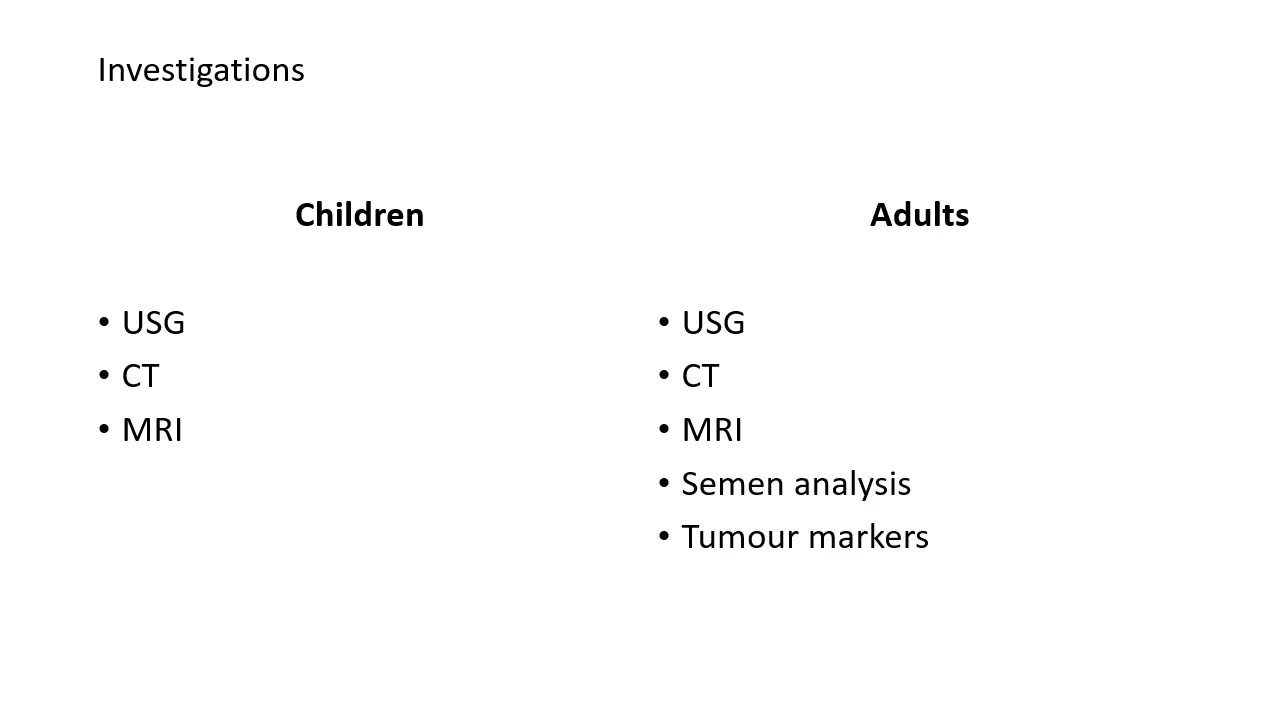 Investigations
Children
• USG
• CT
• MRI
Adults
• USG
• CT
• MRI
• Semen analysis
• Tumour markers